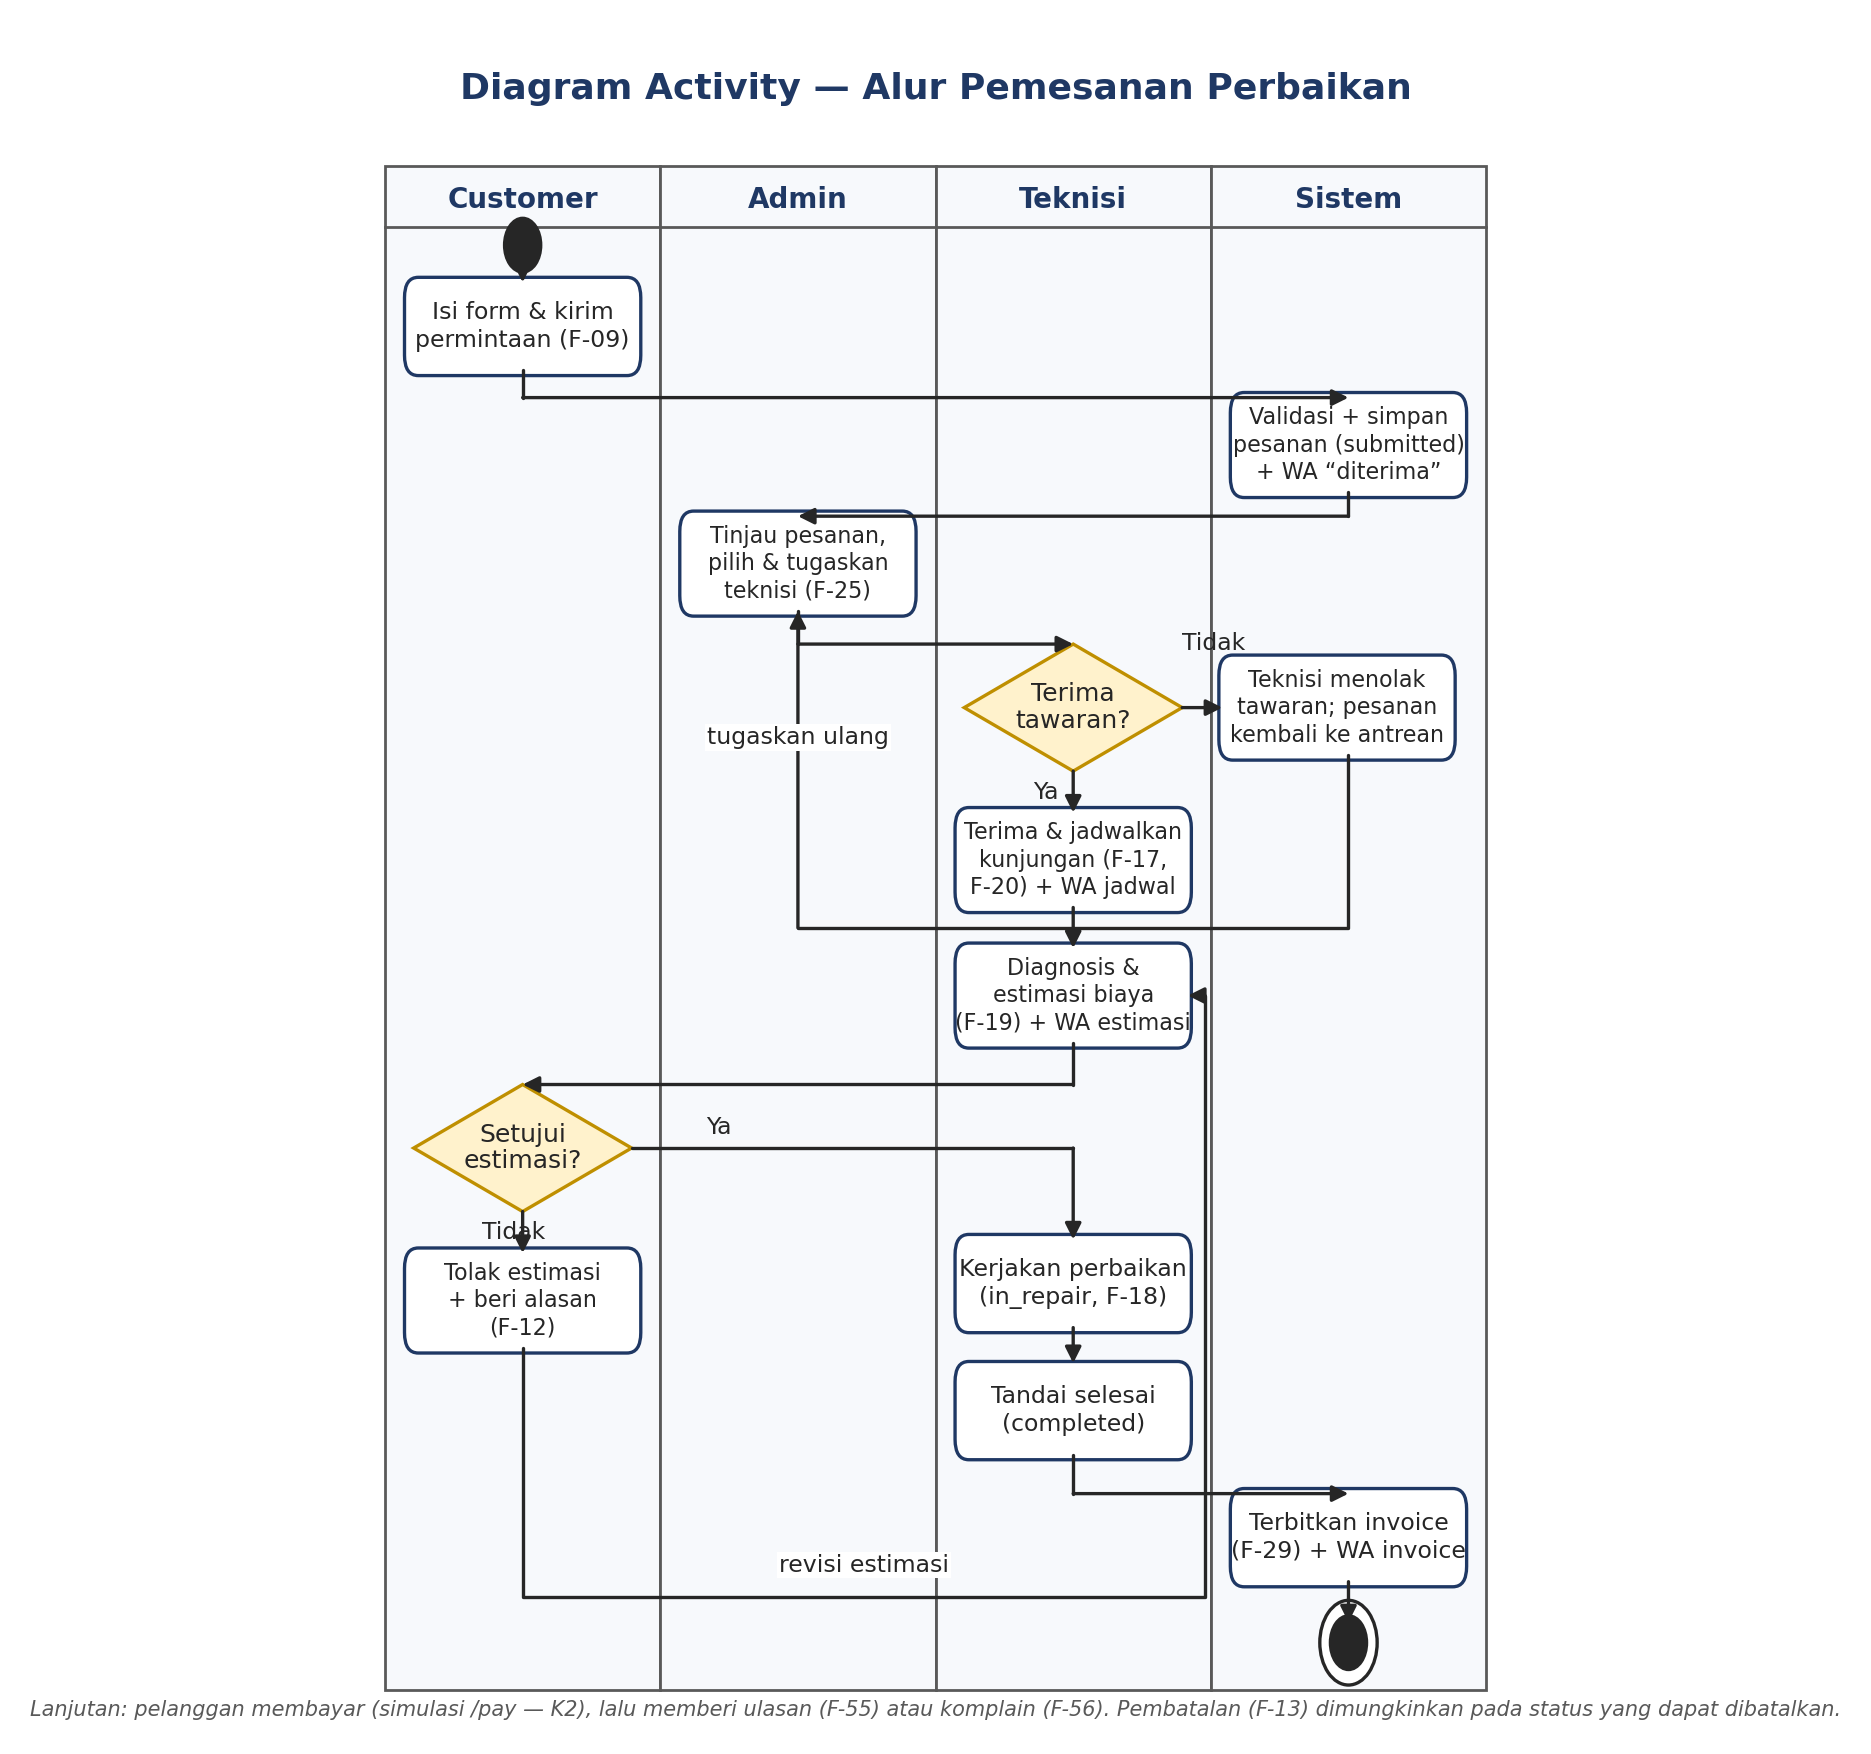 Diagram Activity — Alur Pemesanan Perbaikan
Customer
Admin
Teknisi
Sistem
Isi form & kirim
permintaan (F-09)
Validasi + simpan
pesanan (submitted)
+ WA “diterima”
Tinjau pesanan,
pilih & tugaskan
teknisi (F-25)
Terima
tawaran?
Tidak
Teknisi menolak
tawaran; pesanan
kembali ke antrean
tugaskan ulang
Ya
Terima & jadwalkan
kunjungan (F-17,
F-20) + WA jadwal
Diagnosis &
estimasi biaya
(F-19) + WA estimasi
Setujui
estimasi?
Ya
Tidak
Tolak estimasi
+ beri alasan
(F-12)
Kerjakan perbaikan
(in_repair, F-18)
Tandai selesai
(completed)
Terbitkan invoice
(F-29) + WA invoice
revisi estimasi
Lanjutan: pelanggan membayar (simulasi /pay — K2), lalu memberi ulasan (F-55) atau komplain (F-56). Pembatalan (F-13) dimungkinkan pada status yang dapat dibatalkan.